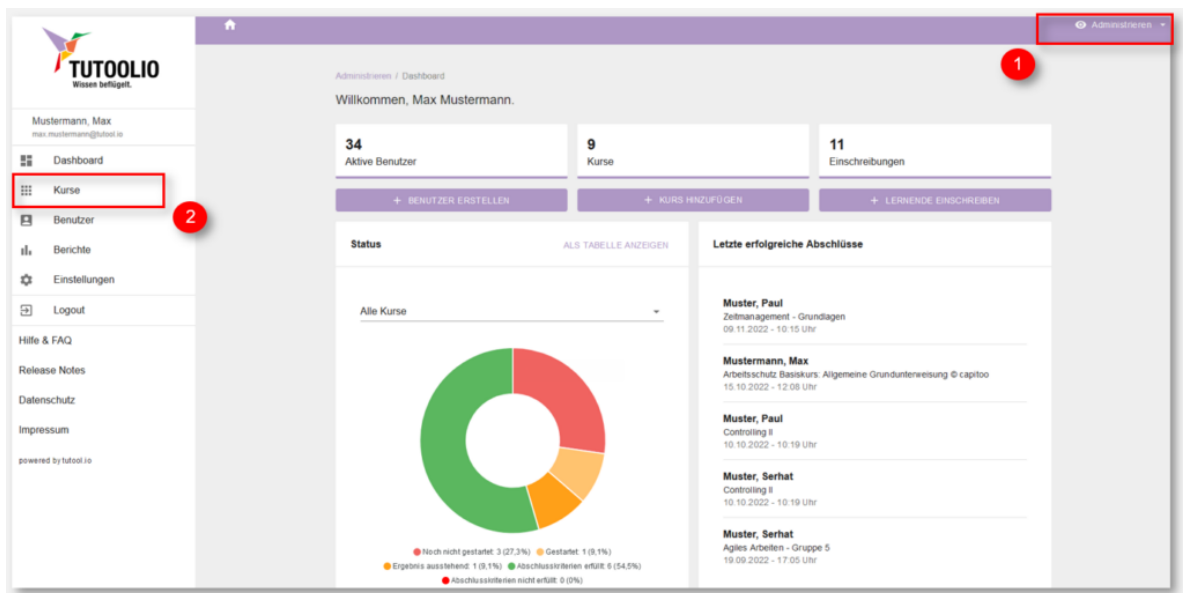 TUTOOLIO
Wissen beflügelt.
Mustermann, Max
max.mustermann@tutool.io
Dashboard
Kurse
2
Benutzer
Berichte
Einstellungen
Logout
Hilfe & FAQ
Release Notes
Datenschutz
Impressum
powered by tutool.io
Administrieren
1
Administrieren / Dashboard
Willkommen, Max Mustermann.
34
Aktive Benutzer
9
Kurse
11
Einschreibungen
+ BENUTZER ERSTELLEN
+ KURS HINZUFÜGEN
+ LERNENDE EINSCHREIBEN
Status
ALS TABELLE ANZEIGEN
Alle Kurse
Noch nicht gestartet: 3 (27,3%) Gestartet: 1 (9,1%)
Ergebnis ausstehend: 1 (9,1%) Abschlusskriterien erfüllt: 6 (54,5%)
Abschlusskriterien nicht erfüllt: 0 (0%)
Letzte erfolgreiche Abschlüsse
Muster, Paul
Zeitmanagement - Grundlagen
09.11.2022 - 10:15 Uhr
Mustermann, Max
Arbeitsschutz Basiskurs: Allgemeine Grundunterweisung © capitoo
15.10.2022 - 12:08 Uhr
Muster, Paul
Controlling II
10.10.2022 - 10:19 Uhr
Muster, Serhat
Controlling II
10.10.2022 - 10:19 Uhr
Muster, Serhat
Agiles Arbeiten - Gruppe 5
19.09.2022 - 17:05 Uhr